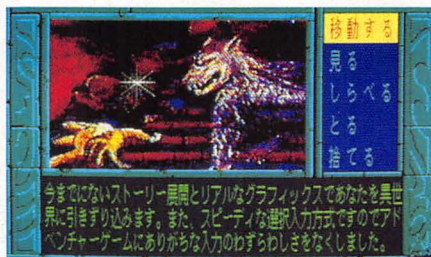 移動する
見る
しらべる
とる
捨てる
今までにないストーリー展開とリアルなグラフィックスであなたを異世
界に引きずり込みます。また、スピーティな選択入力方式ですのでアド
ベンチャーゲームにありがちな入力のわずらわしさをなくしました。